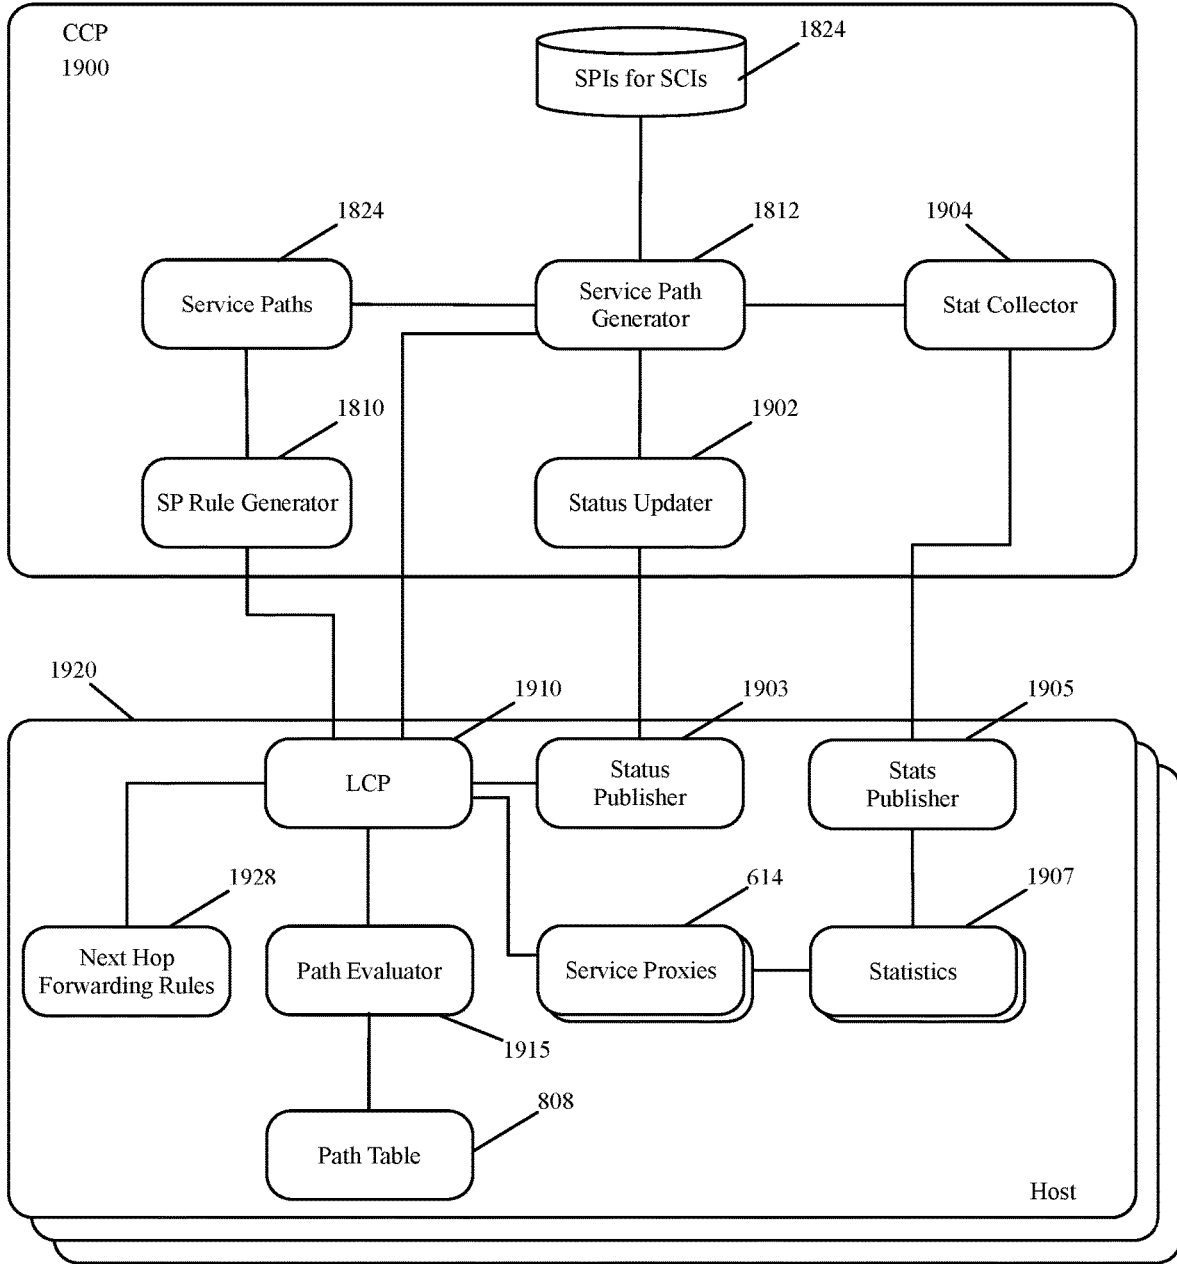 CCP
1900
1824
SPIs for SCIs
1824
1812
1904
Service Paths
Service Path
Generator
Stat Collector
1810
1902
SP Rule Generator
Status Updater
1920
1910
1903
1905
LCP
Status
Publisher
Stats
Publisher
1928
614
1907
Next Hop
Forwarding Rules
Path Evaluator
Service Proxies
Statistics
1915
808
Path Table
Host